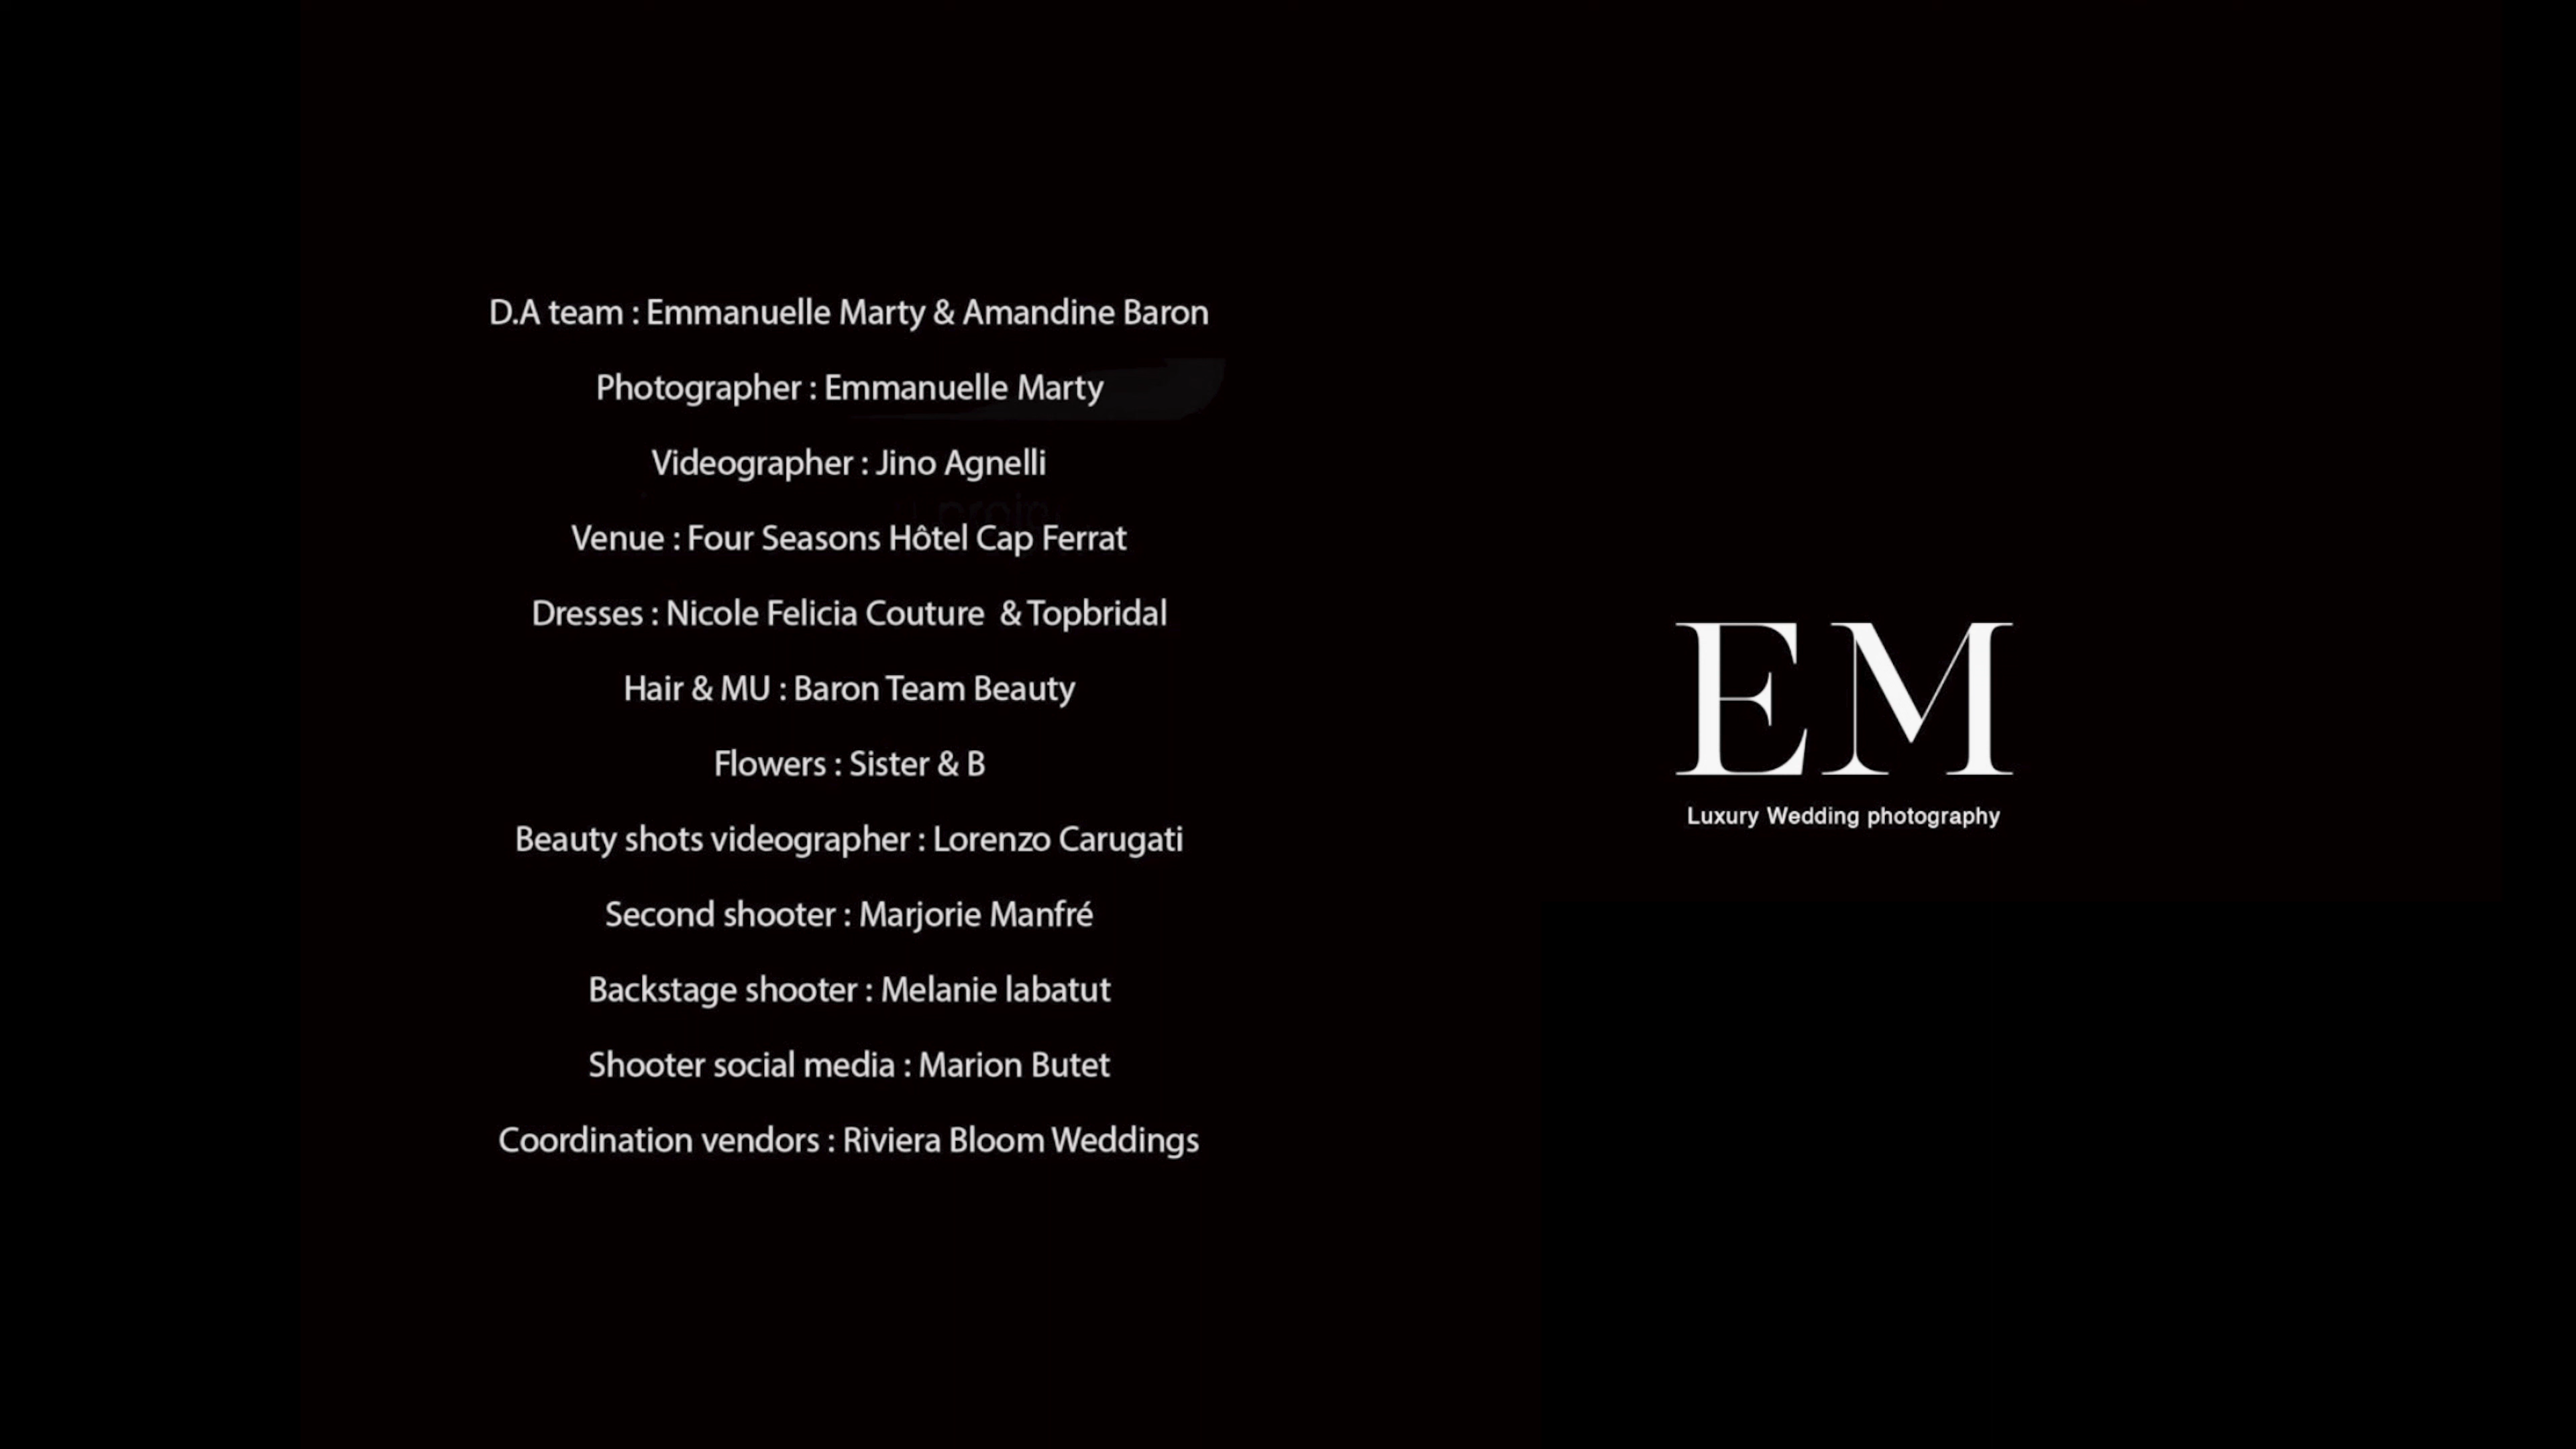 D.A team : Emmanuelle Marty & Amandine Baron
Photographer : Emmanuelle Marty
Videographer : Jino Agnelli
Venue : Four Seasons Hôtel Cap Ferrat
Dresses : Nicole Felicia Couture & Topbridal
Hair & MU : Baron Team Beauty
Flowers : Sister & B
Beauty shots videographer : Lorenzo Carugati
Second shooter : Marjorie Manfré
Backstage shooter : Melanie labatut
Shooter social media : Marion Butet
Coordination vendors : Riviera Bloom Weddings
EM
Luxury Wedding photography